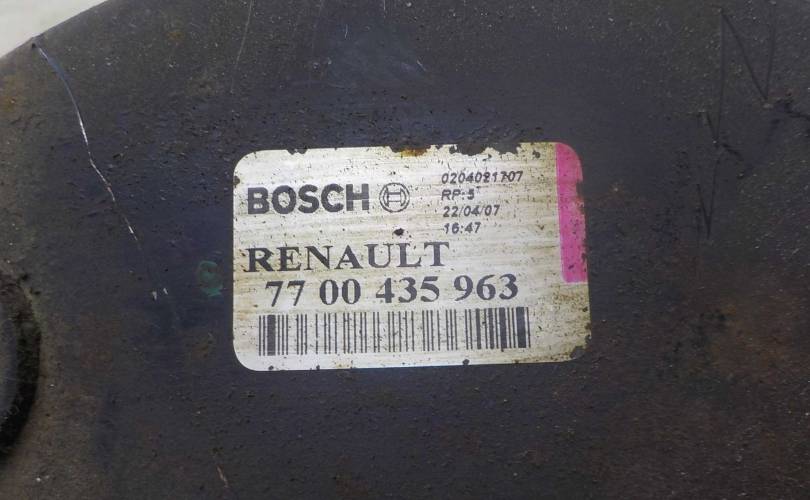 BOSCH
0204021707
RP:5
22/04/07
16:47
RENAULT
77 00 435 963